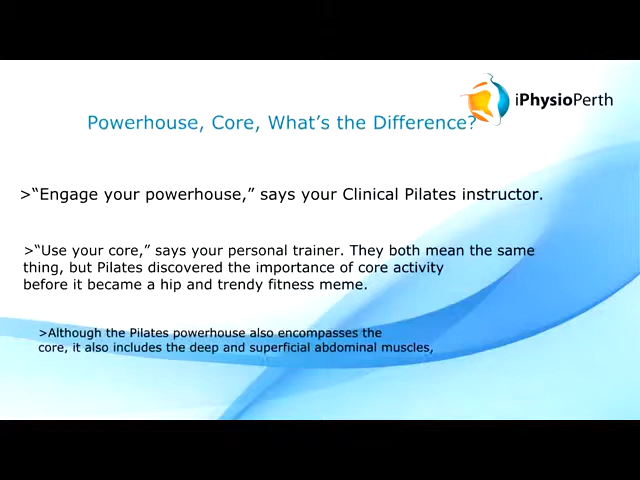 iPhysioPerth
Powerhouse, Core, What's the Difference?
>“Engage your powerhouse,” says your Clinical Pilates instructor.
>“Use your core,” says your personal trainer. They both mean the same
thing, but Pilates discovered the importance of core activity
before it became a hip and trendy fitness meme.
>Although the Pilates powerhouse also encompasses the
core, it also includes the deep and superficial abdominal muscles,